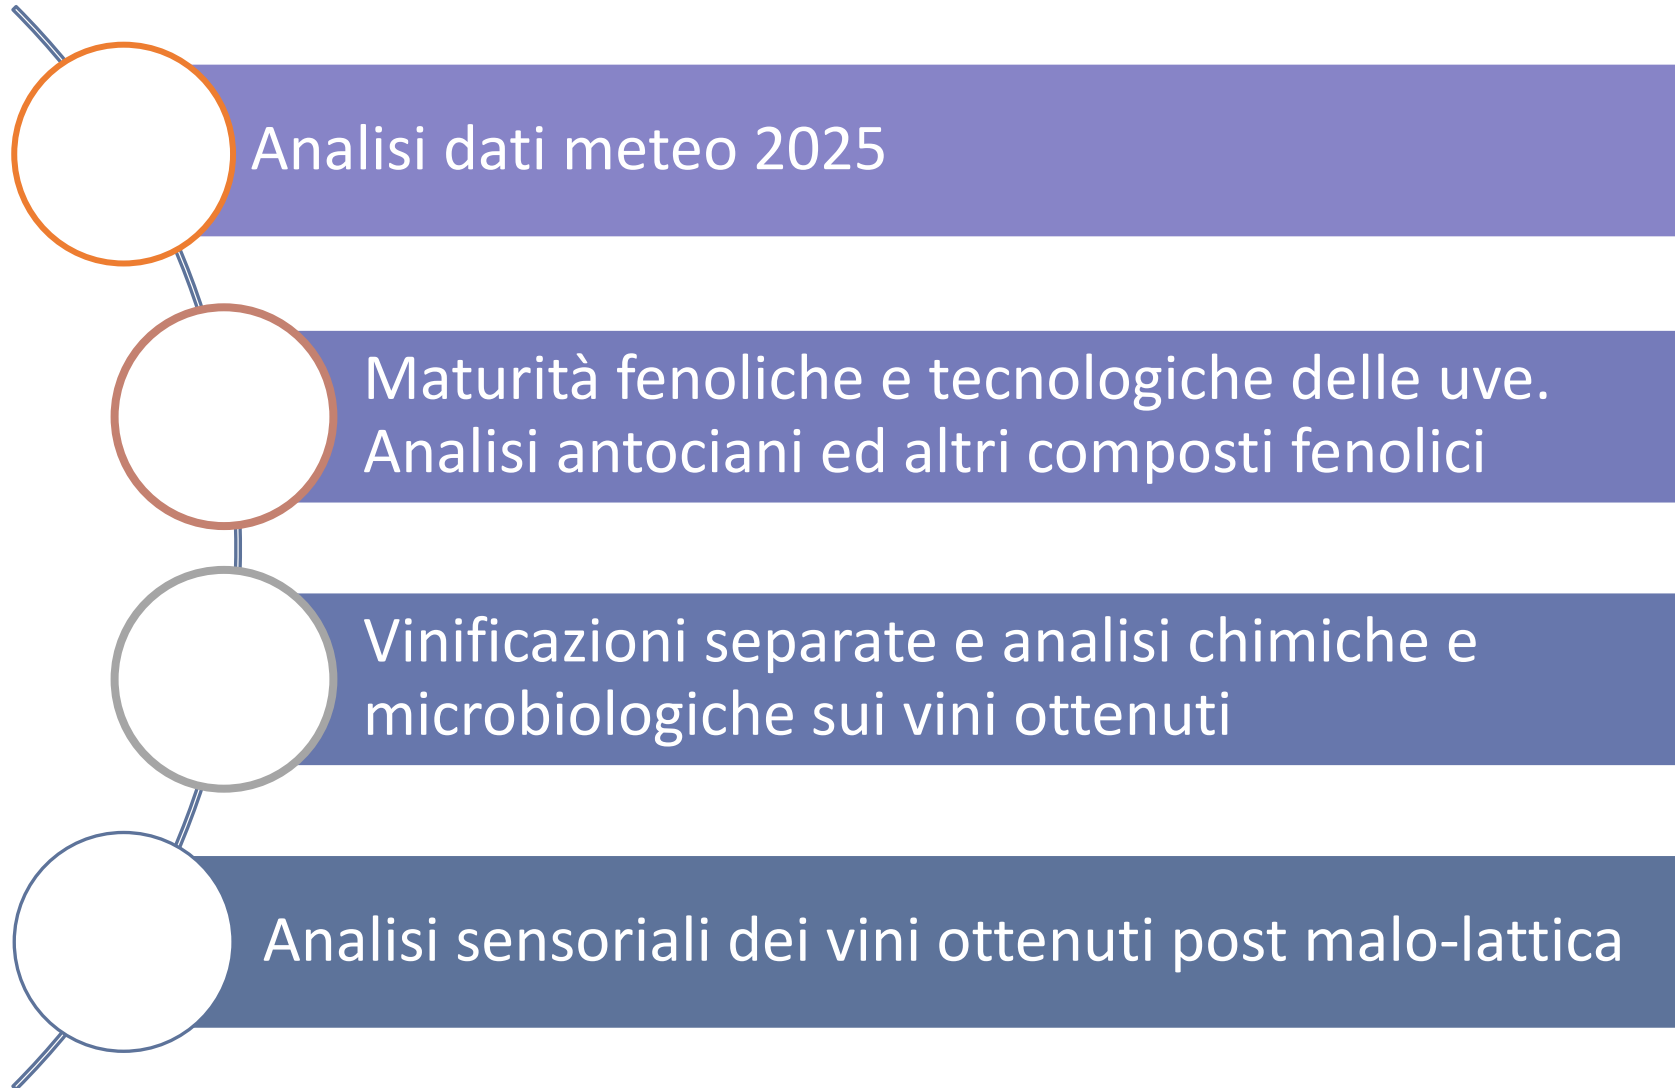 Analisi dati meteo 2025
Maturità fenoliche e tecnologiche delle uve.
Analisi antociani ed altri composti fenolici
Vinificazioni separate e analisi chimiche e
microbiologiche sui vini ottenuti
Analisi sensoriali dei vini ottenuti post malo-lattica